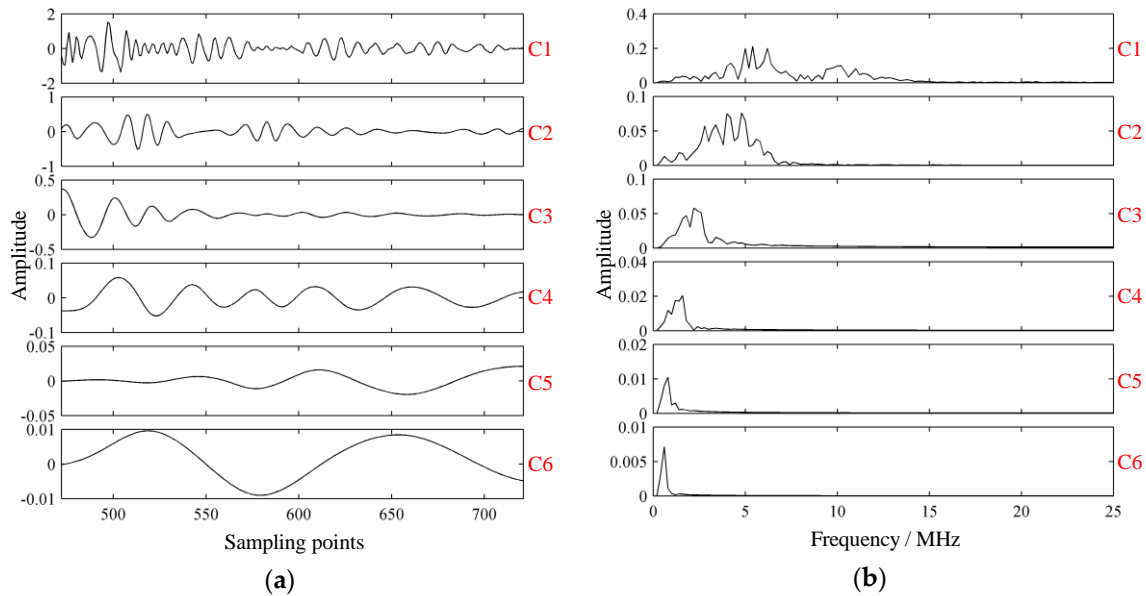 2
0
-2
C1
1
0
-1
C2
0.5
0
-0.5
C3
0.1
0
-0.1
C4
0.05
0
-0.05
C5
0.01
0
-0.01
C6
500 550 600 650 700
Amplitude
Sampling points
(a)
0.4
0.2
0
C1
0.1
0.05
0
C2
0.1
0.05
0
C3
0.04
0.02
0
C4
0.02
0.01
0
C5
0.01
0.005
0
C6
0 5 10 15 20 25
Amplitude
Frequency / MHz
(b)